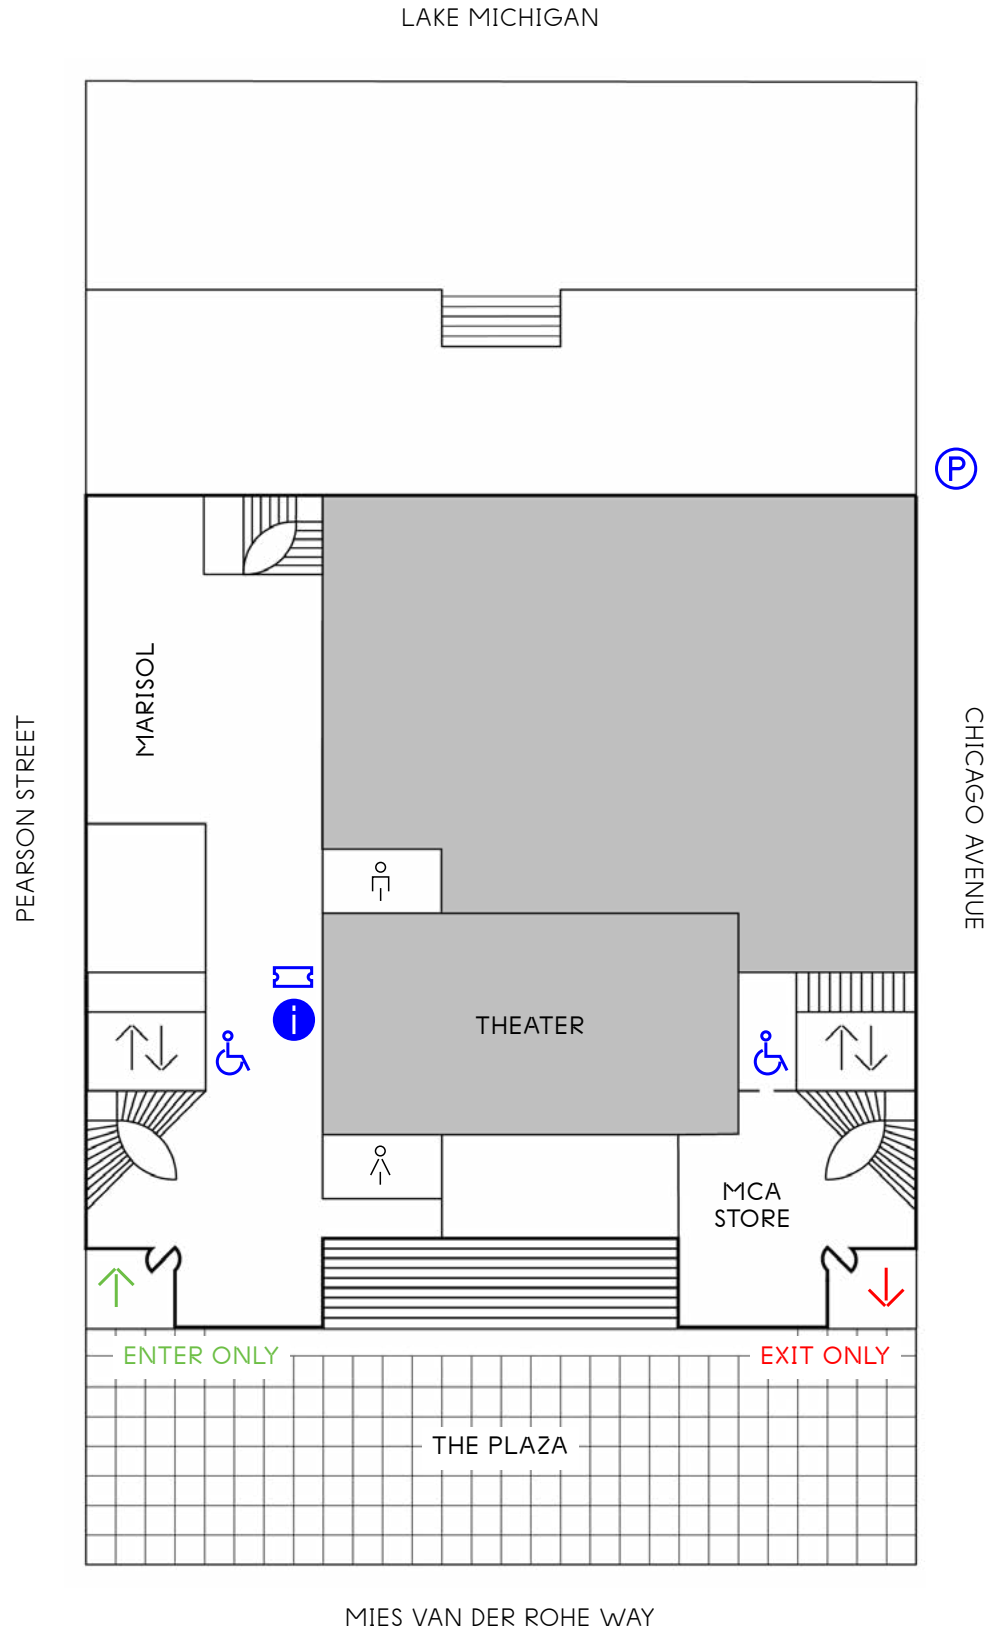 LAKE MICHIGAN
P
MARISOL
PEARSON STREET
CHICAGO AVENUE
i
THEATER
MCA
STORE
ENTER ONLY
EXIT ONLY
THE PLAZA
MIES VAN DER ROHE WAY